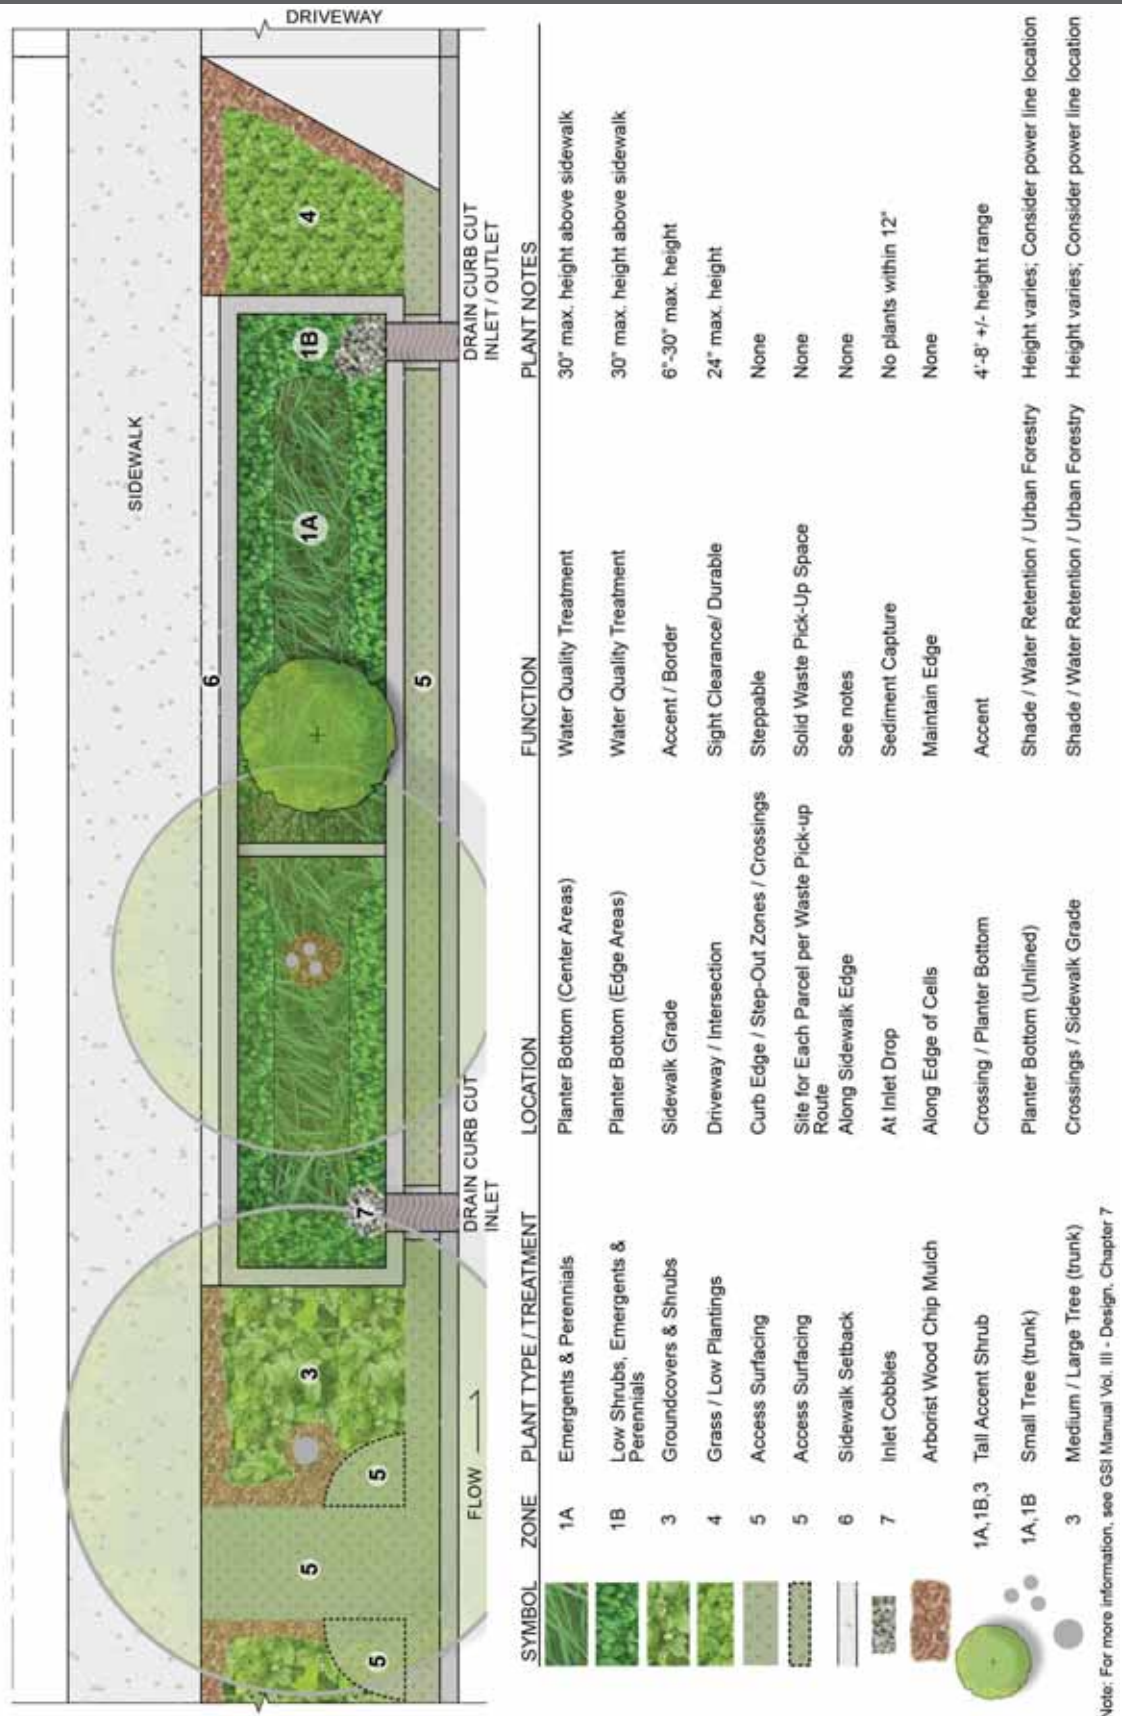 DRIVEWAY
SIDEWALK
6
4
1B
1A
5
7
3
5
5
5
DRAIN CURB CUT
INLET / OUTLET
DRAIN CURB CUT
INLET
FLOW
SYMBOL ZONE PLANT TYPE / TREATMENT LOCATION FUNCTION PLANT NOTES
1A Emergents & Perennials Planter Bottom (Center Areas) Water Quality Treatment 30" max. height above sidewalk
1B Low Shrubs, Emergents & Planter Bottom (Edge Areas) Water Quality Treatment 30" max. height above sidewalk
Perennials
3 Groundcovers & Shrubs Sidewalk Grade Accent / Border 6"-30" max. height
4 Grass / Low Plantings Driveway / Intersection Sight Clearance/ Durable 24" max. height
5 Access Surfacing Curb Edge / Step-Out Zones / Crossings Steppable None
5 Access Surfacing Site for Each Parcel per Waste Pick-up Solid Waste Pick-Up Space None
Route
6 Sidewalk Setback Along Sidewalk Edge See notes None
7 Inlet Cobbles At Inlet Drop Sediment Capture No plants within 12"
Arborist Wood Chip Mulch Along Edge of Cells Maintain Edge None
1A,1B,3 Tall Accent Shrub Crossing / Planter Bottom Accent 4'-8' +/- height range
1A,1B Small Tree (trunk) Planter Bottom (Unlined) Shade / Water Retention / Urban Forestry Height varies; Consider power line location
3 Medium / Large Tree (trunk) Crossings / Sidewalk Grade Shade / Water Retention / Urban Forestry Height varies; Consider power line location
Note: For more information, see GSI Manual Vol. III - Design, Chapter 7